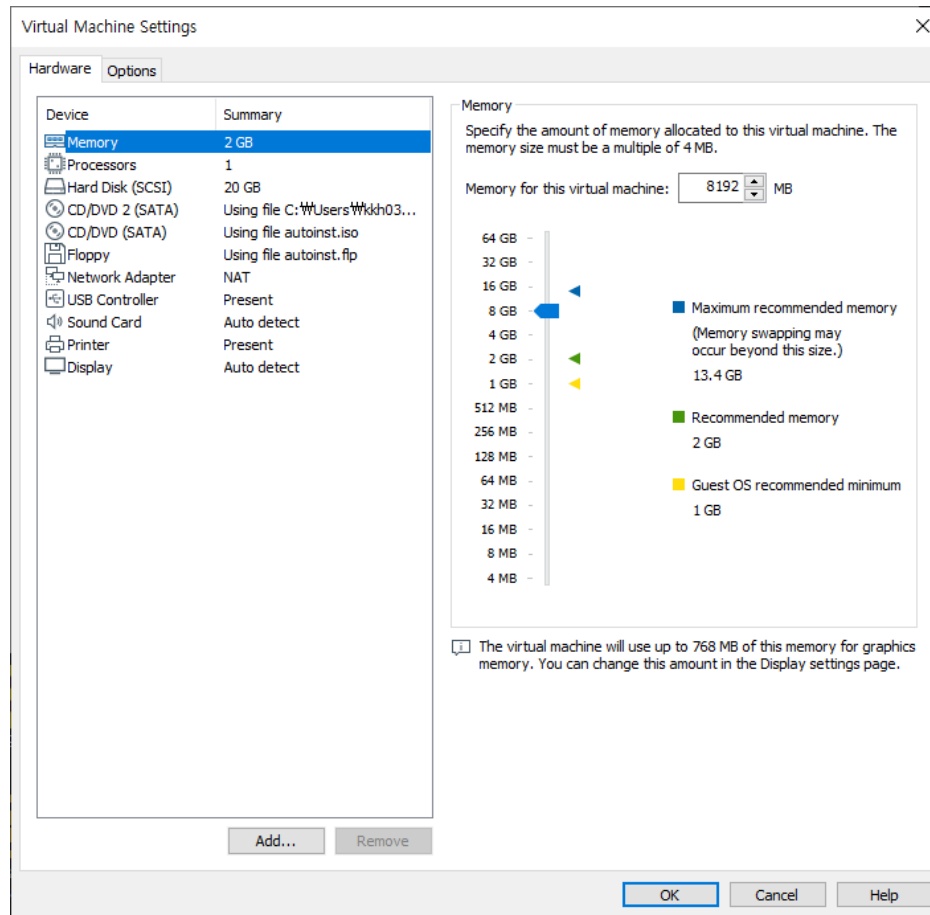 Virtual Machine Settings
Hardware Options
Device Summary
Memory 2 GB
Processors 1
Hard Disk (SCSI) 20 GB
CD/DVD 2 (SATA) Using file C:₩Users₩kkh03...
CD/DVD (SATA) Using file autoinst.iso
Floppy Using file autoinst.flp
Network Adapter NAT
USB Controller Present
Sound Card Auto detect
Printer Present
Display Auto detect
Add... Remove
Memory
Specify the amount of memory allocated to this virtual machine. The
memory size must be a multiple of 4 MB.
Memory for this virtual machine: 8192 MB
64 GB
32 GB
16 GB
8 GB
4 GB
2 GB
1 GB
512 MB
256 MB
128 MB
64 MB
32 MB
16 MB
8 MB
4 MB
Maximum recommended memory
(Memory swapping may
occur beyond this size.)
13.4 GB
Recommended memory
2 GB
Guest OS recommended minimum
1 GB
The virtual machine will use up to 768 MB of this memory for graphics
memory. You can change this amount in the Display settings page.
OK Cancel Help